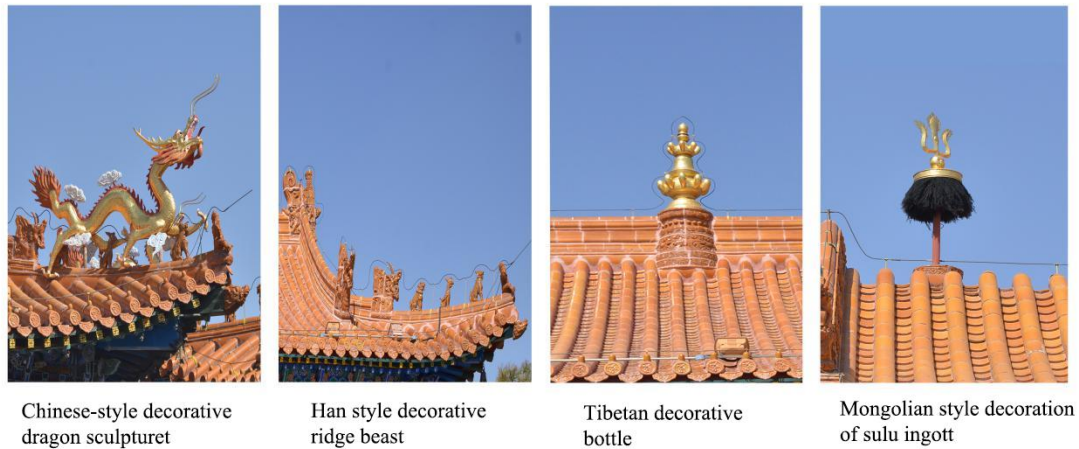 Chinese-style decorative
dragon sculpturet
Han style decorative
ridge beast
Tibetan decorative
bottle
Mongolian style decoration
of sulu ingott